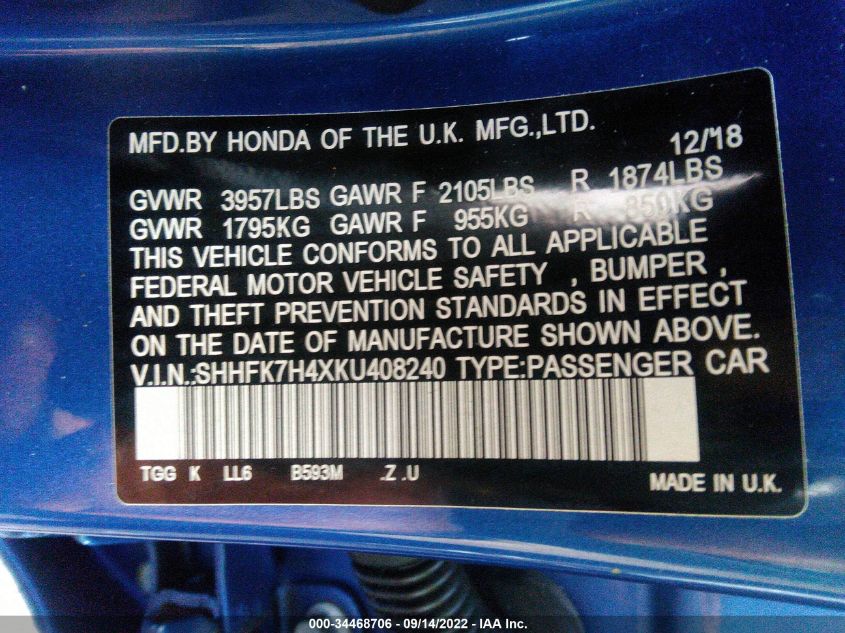 MFD.BY HONDA OF THE U.K. MFG.,LTD. 12/'18
GVWR 3957LBS GAWR F 2105LBS R 1874LBS
GVWR 1795KG GAWR F 955KG R 850KG
THIS VEHICLE CONFORMS TO ALL APPLICABLE
FEDERAL MOTOR VEHICLE SAFETY , BUMPER ,
AND THEFT PREVENTION STANDARDS IN EFFECT
ON THE DATE OF MANUFACTURE SHOWN ABOVE.
V.I.N.:SHHFK7H4XKU408240 TYPE:PASSENGER CAR
TGG K LL6 B593M .Z .U
MADE IN U.K.
000-34468706 - 09/14/2022 - IAA Inc.